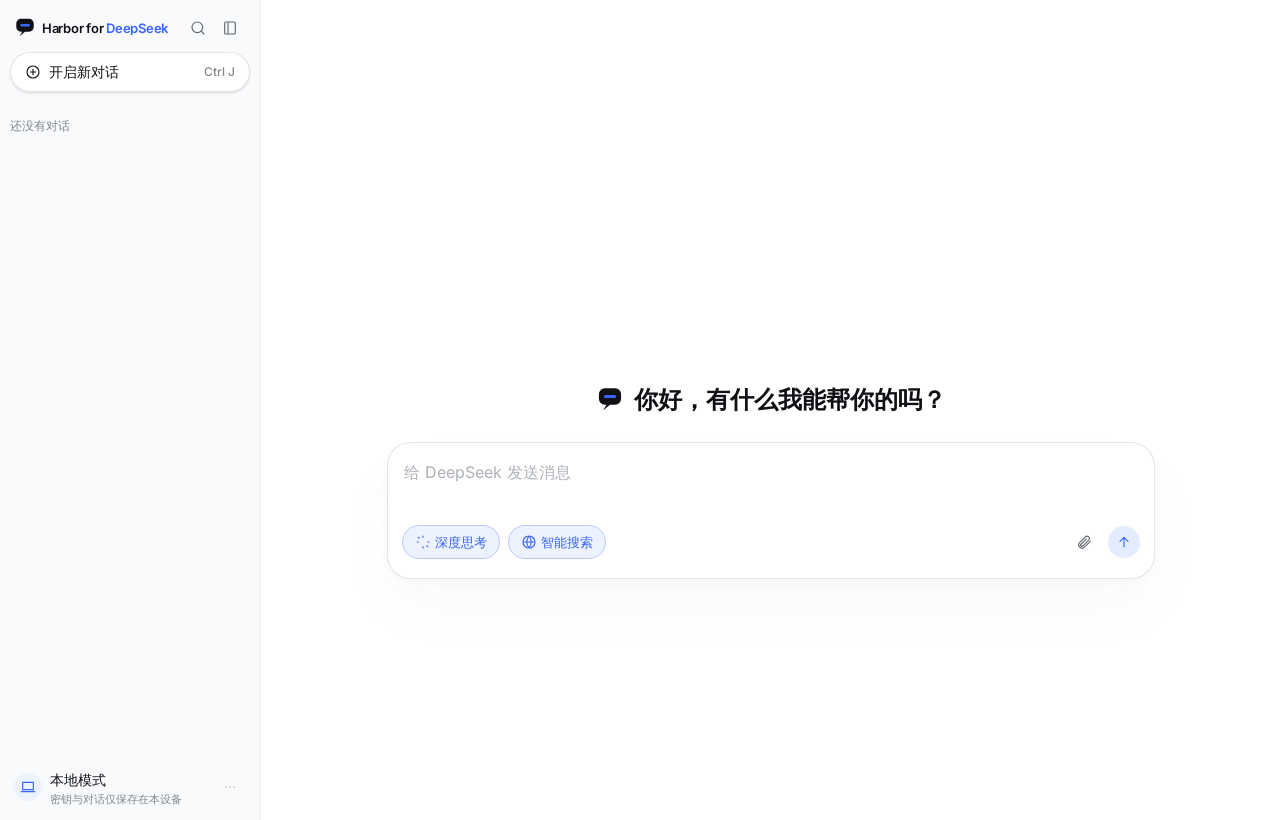 Harbor for DeepSeek
开启新对话 Ctrl J
还没有对话
你好，有什么我能帮你的吗？
给 DeepSeek 发送消息
深度思考 智能搜索
本地模式
密钥与对话仅保存在本设备